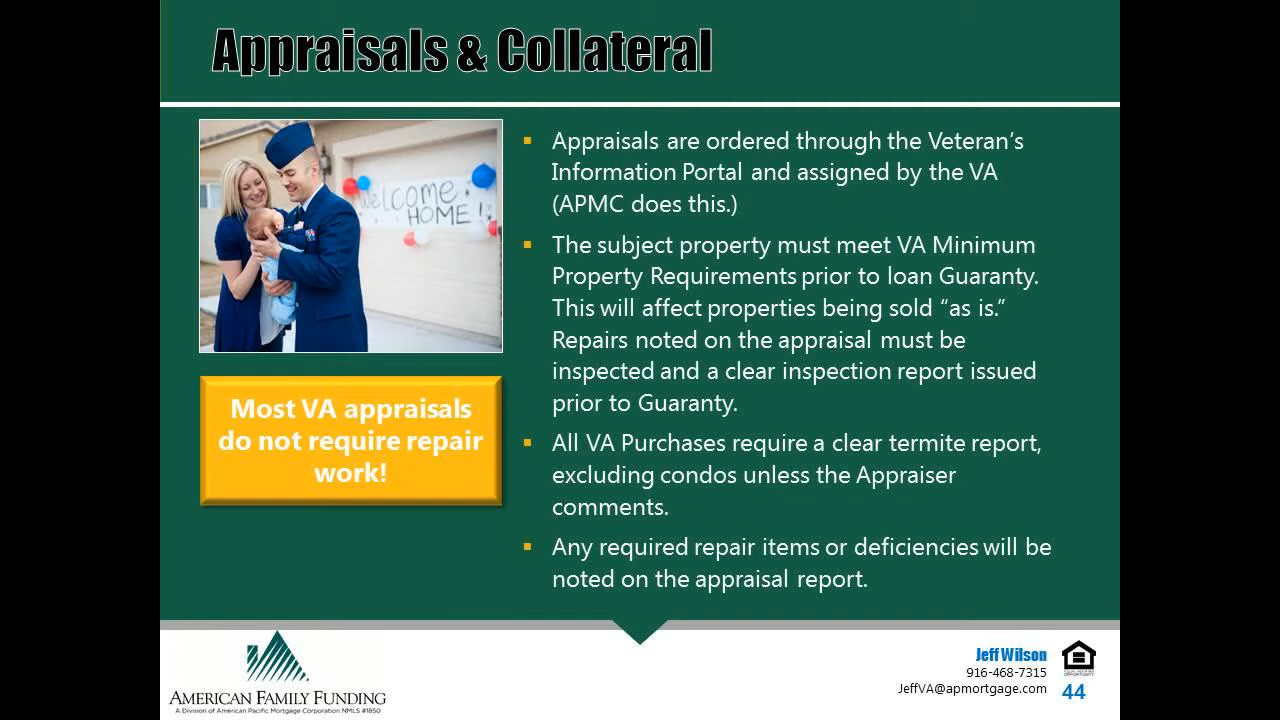 Appraisals & Collateral
Welcome
HOME!
Most VA appraisals
do not require repair
work!
▪ Appraisals are ordered through the Veteran's
Information Portal and assigned by the VA
(APMC does this.)
▪ The subject property must meet VA Minimum
Property Requirements prior to loan Guaranty.
This will affect properties being sold “as is.”
Repairs noted on the appraisal must be
inspected and a clear inspection report issued
prior to Guaranty.
▪ All VA Purchases require a clear termite report,
excluding condos unless the Appraiser
comments.
▪ Any required repair items or deficiencies will be
noted on the appraisal report.
AMERICAN FAMILY FUNDING
A Division of American Pacific Mortgage Corporation NMLS #1850
Jeff Wilson
916-468-7315
JeffVA@apmortgage.com
EQUAL HOUSING
OPPORTUNITY
44